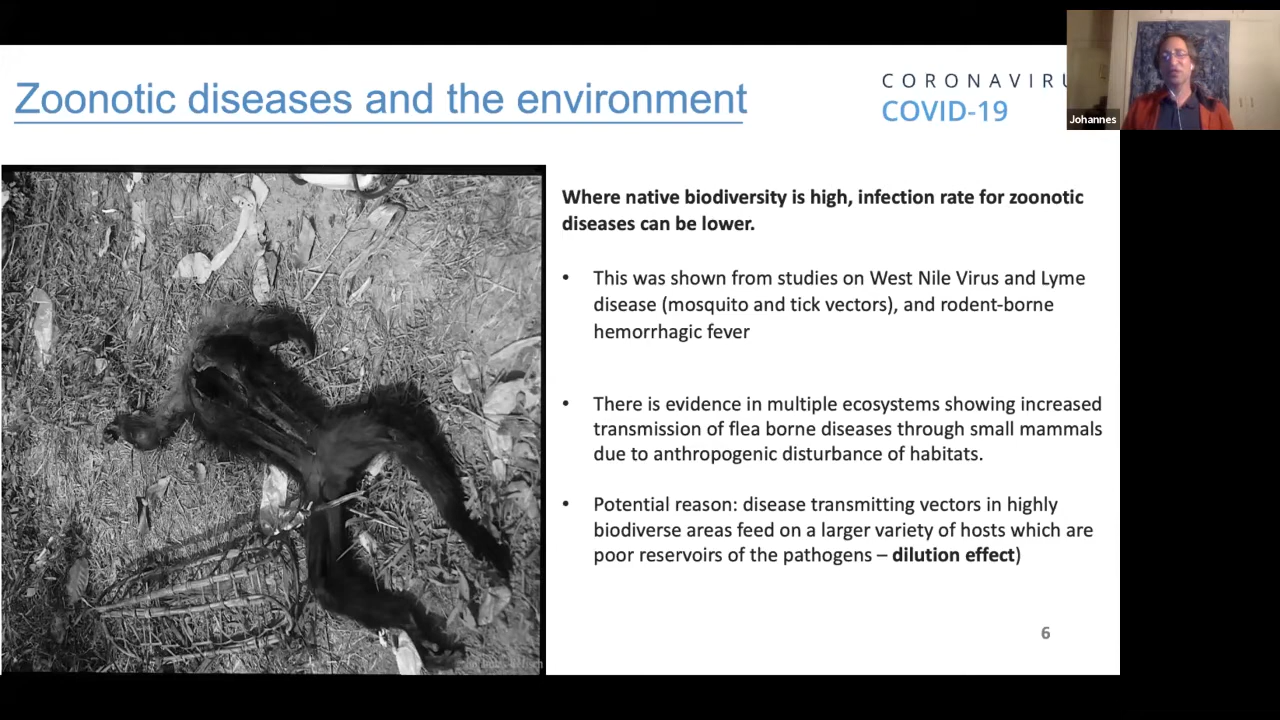 Zoonotic diseases and the environment
CORONAVIRU
COVID-19
Johannes
Where native biodiversity is high, infection rate for zoonotic
diseases can be lower.
• This was shown from studies on West Nile Virus and Lyme
disease (mosquito and tick vectors), and rodent-borne
hemorrhagic fever
• There is evidence in multiple ecosystems showing increased
transmission of flea borne diseases through small mammals
due to anthropogenic disturbance of habitats.
• Potential reason: disease transmitting vectors in highly
biodiverse areas feed on a larger variety of hosts which are
poor reservoirs of the pathogens – dilution effect)
6